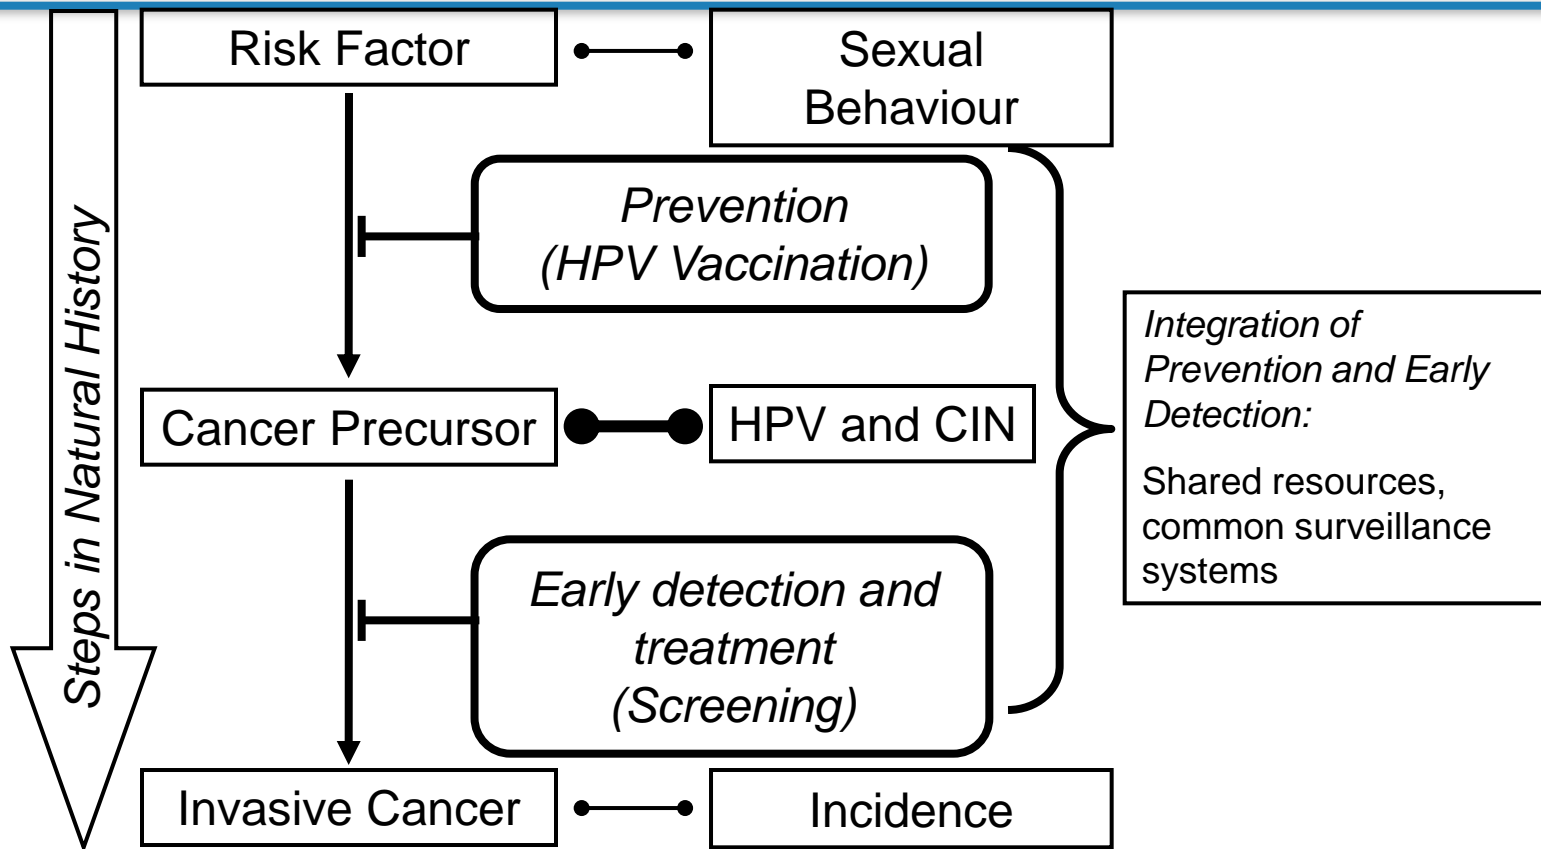 Risk Factor
Sexual
Behaviour
Prevention
(HPV Vaccination)
Steps in Natural History
Integration of
Prevention and Early
Detection:
Shared resources,
common surveillance
systems
Cancer Precursor
HPV and CIN
Early detection and
treatment
(Screening)
Invasive Cancer
Incidence